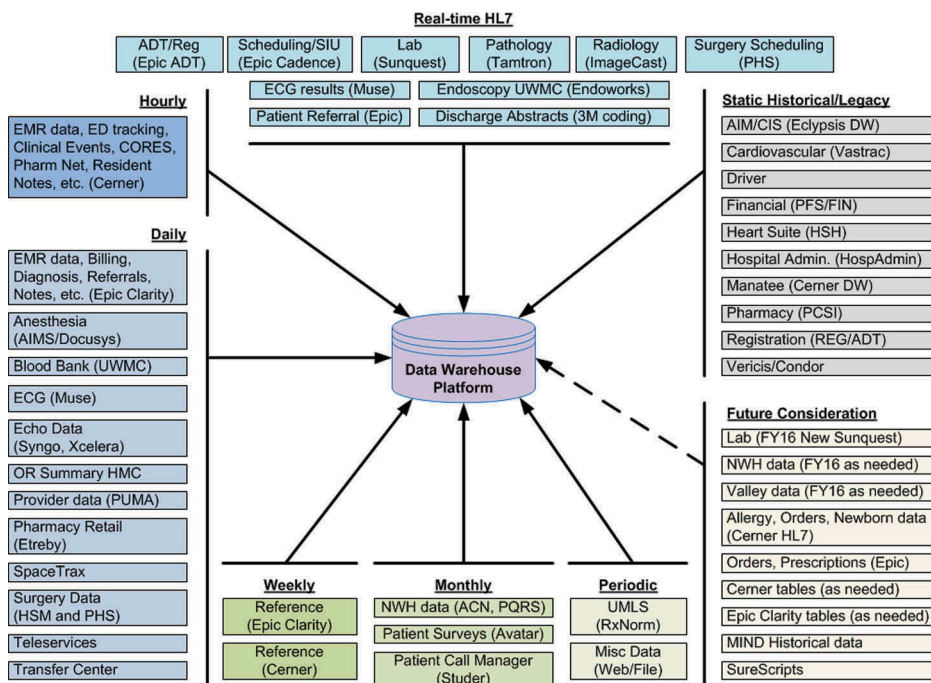 Real-time HL7
ADT/Reg
(Epic ADT)
Scheduling/SIU
(Epic Cadence)
Lab
(Sunquest)
Pathology
(Tamtron)
Radiology
(ImageCast)
Surgery Scheduling
(PHS)
ECG results (Muse)
Endoscopy UWMC (Endoworks)
Patient Referral (Epic)
Discharge Abstracts (3M coding)
Hourly
EMR data, ED tracking,
Clinical Events, CORES,
Pharm Net, Resident
Notes, etc. (Cerner)
Daily
EMR data, Billing,
Diagnosis, Referrals,
Notes, etc. (Epic Clarity)
Anesthesia
(AIMS/Docusys)
Blood Bank (UWMC)
ECG (Muse)
Echo Data
(Syngo, Xcelera)
OR Summary HMC
Provider data (PUMA)
Pharmacy Retail
(Etreby)
SpaceTrax
Surgery Data
(HSM and PHS)
Teleservices
Transfer Center
Data Warehouse
Platform
Weekly
Reference
(Epic Clarity)
Reference
(Cerner)
Monthly
NWH data (ACN, PQRS)
Patient Surveys (Avatar)
Patient Call Manager
(Studer)
Periodic
UMLS
(RxNorm)
Misc Data
(Web/File)
Static Historical/Legacy
AIM/CIS (Eclypsis DW)
Cardiovascular (Vastrac)
Driver
Financial (PFS/FIN)
Heart Suite (HSH)
Hospital Admin. (HospAdmin)
Manatee (Cerner DW)
Pharmacy (PCSI)
Registration (REG/ADT)
Vericis/Condor
Future Consideration
Lab (FY16 New Sunquest)
NWH data (FY16 as needed)
Valley data (FY16 as needed)
Allergy, Orders, Newborn data
(Cerner HL7)
Orders, Prescriptions (Epic)
Cerner tables (as needed)
Epic Clarity tables (as needed)
MIND Historical data
SureScripts